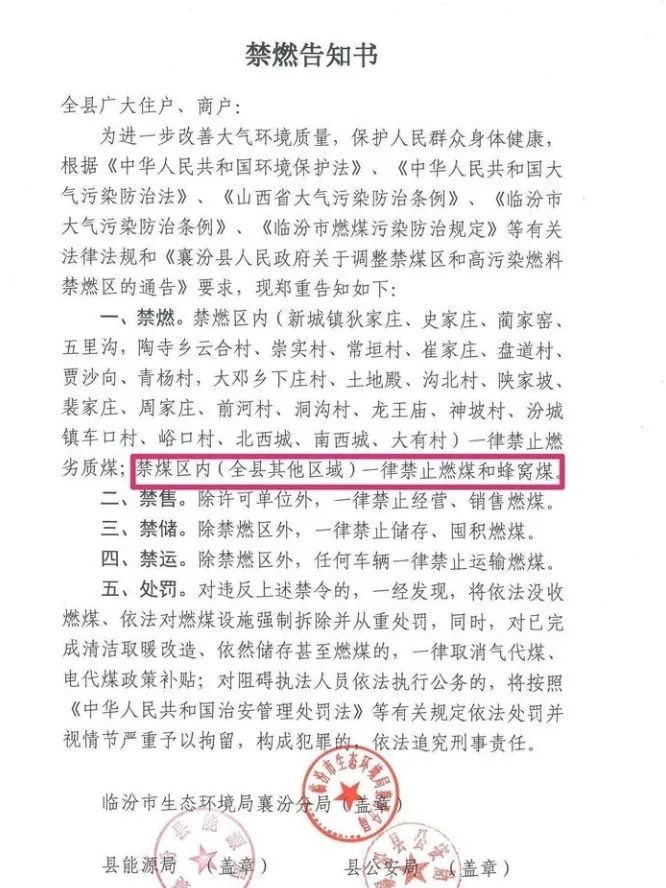 禁燃告知书
全县广大住户、商户：
为进一步改善大气环境质量，保护人民群众身体健康，
根据《中华人民共和国环境保护法》、《中华人民共和国大
气污染防治法》、《山西省大气污染防治条例》、《临汾市
大气污染防治条例》、《临汾市燃煤污染防治规定》等有关
法律法规和《襄汾县人民政府关于调整禁煤区和高污染燃料
禁燃区的通告》要求，现郑重告知如下：
一、禁燃。禁燃区内（新城镇狄家庄、史家庄、蔺家窑、
五里沟，陶寺乡云合村、崇实村、常垣村、崔家庄、盘道村、
贾沙向、青杨村，大邓乡下庄村、土地殿、沟北村、陕家坡、
裴家庄、周家庄、前河村、洞沟村、龙王庙、神坡村，汾城
镇车口村、峪口村、北西城、南西城、大有村）一律禁止燃
劣质煤；禁煤区内（全县其他区域）一律禁止燃煤和蜂窝煤。
二、禁售。除许可单位外，一律禁止经营、销售燃煤。
三、禁储。除禁燃区外，一律禁止储存、囤积燃煤。
四、禁运。除禁燃区外，任何车辆一律禁止运输燃煤。
五、处罚。对违反上述禁令的，一经发现，将依法没收
燃煤、依法对燃煤设施强制拆除并从重处罚，同时，对已完
成清洁取暖改造、依然储存甚至燃煤的，一律取消气代煤、
电代煤政策补贴；对阻碍执法人员依法执行公务的，将按照
《中华人民共和国治安管理处罚法》等有关规定依法处罚并
视情节严重予以拘留，构成犯罪的，依法追究刑事责任。
临汾市生态环境局襄汾分局（盖章）
临汾市生态环境局襄汾分局
县能源局 （盖章） 县公安局 （盖章）
县能源
县公安